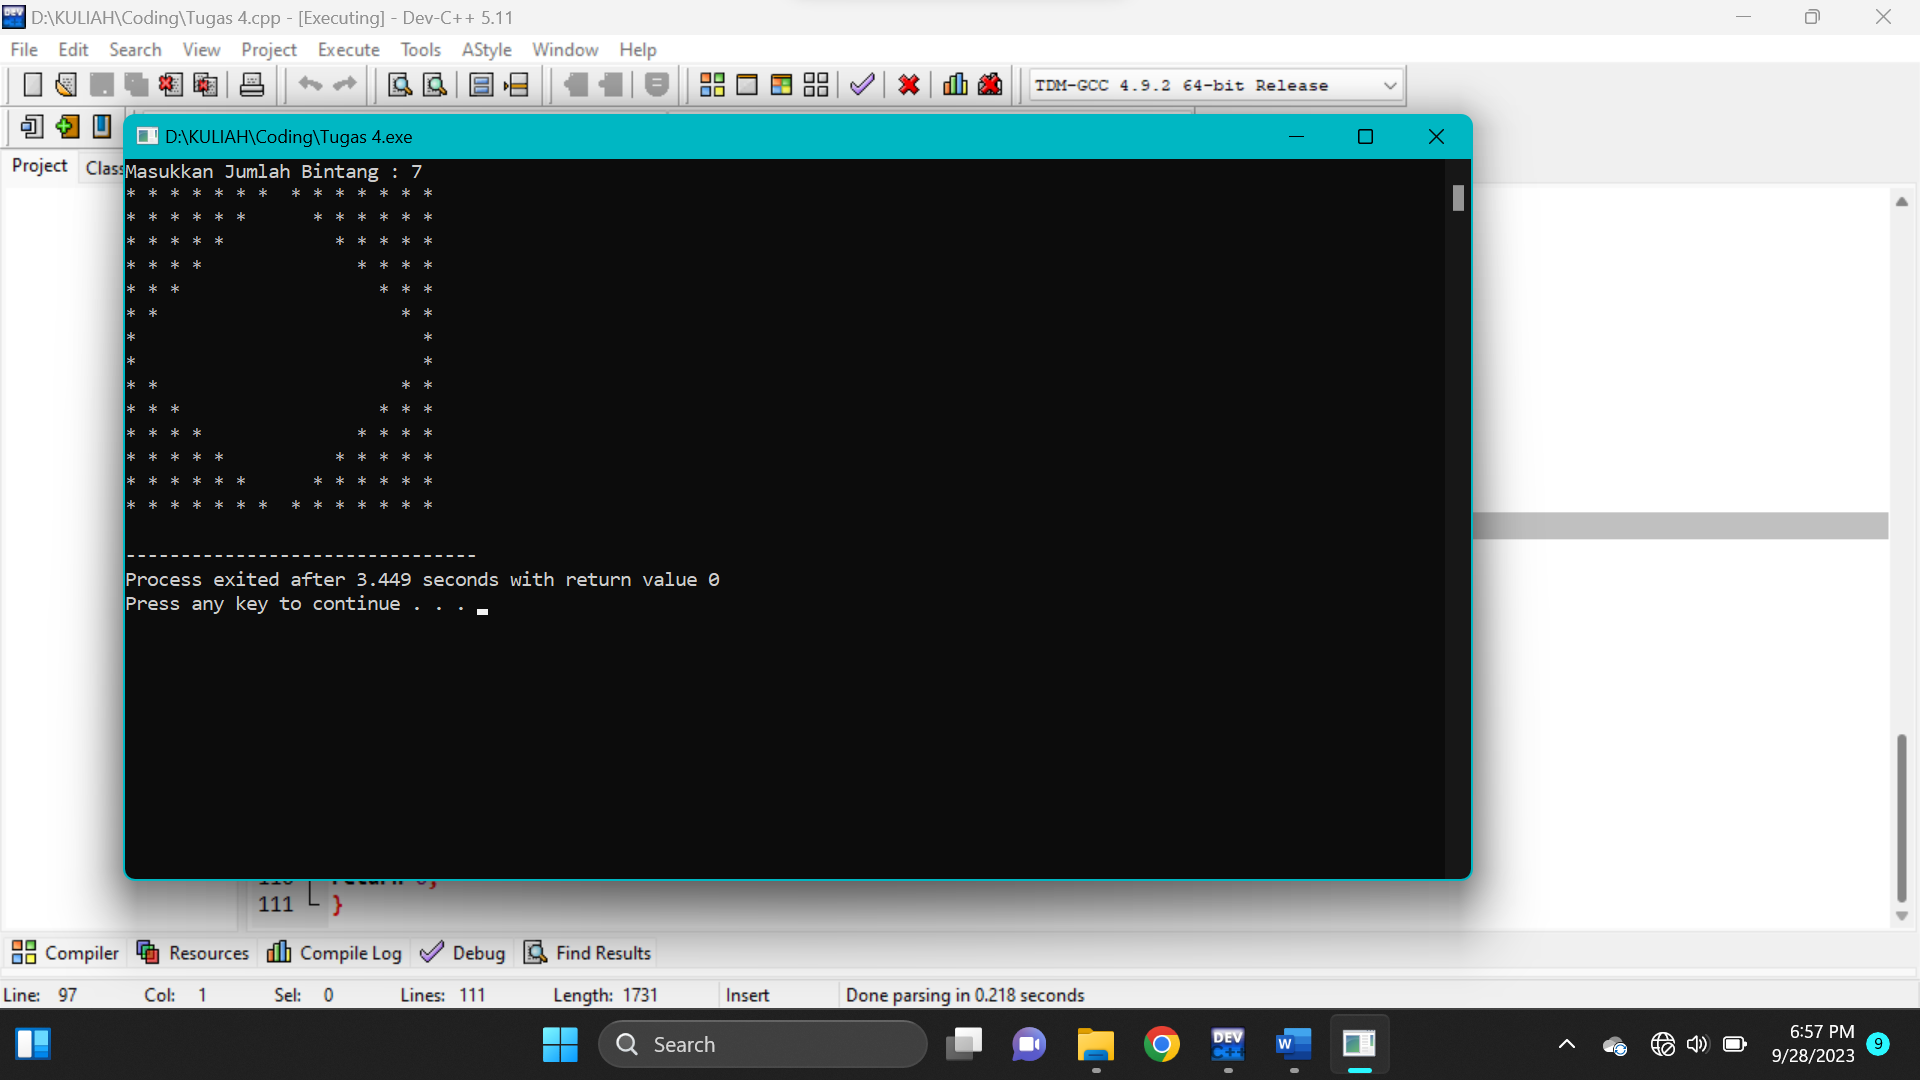 D:\KULIAH\Coding\Tugas 4.cpp - [Executing] - Dev-C++ 5.11
File Edit Search View Project Execute Tools AStyle Window Help
TDM-GCC 4.9.2 64-bit Release
D:\KULIAH\Coding\Tugas 4.exe
Project Clas
Masukkan Jumlah Bintang : 7
* * * * * * * * * * * * * *
* * * * * *      * * * * * *
* * * * *          * * * * *
* * * *              * * * *
* * *                  * * *
* *                      * *
*                          *
*                          *
* *                      * *
* * *                  * * *
* * * *              * * * *
* * * * *          * * * * *
* * * * * *      * * * * * *
* * * * * * * * * * * * * *
--------------------------------
Process exited after 3.449 seconds with return value 0
Press any key to continue . . .
111 }
Compiler Resources Compile Log Debug Find Results
Line: 97 Col: 1 Sel: 0 Lines: 111 Length: 1731 Insert Done parsing in 0.218 seconds
Search
DEV C++
W
6:57 PM
9/28/2023
9